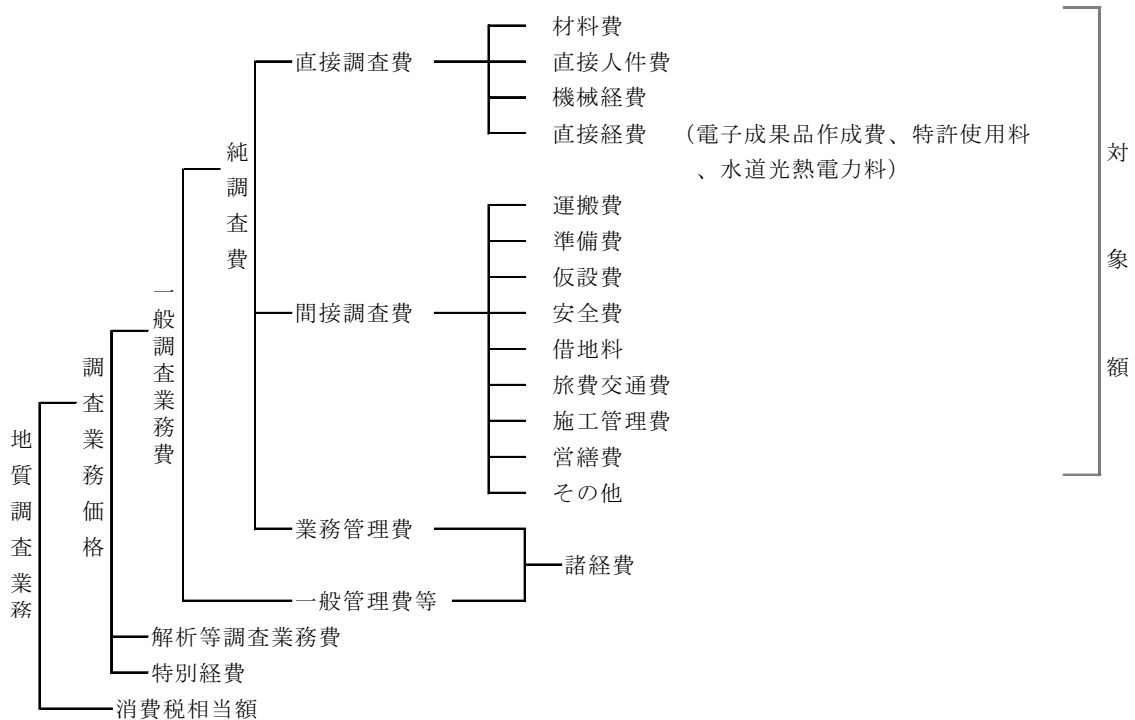 地質調査業務
調査業務価格
一般調査業務費
純調査費
直接調査費
材料費
直接人件費
機械経費
直接経費 (電子成果品作成費、特許使用料
、水道光熱電力料)
間接調査費
運搬費
準備費
仮設費
安全費
借地料
旅費交通費
施工管理費
営繕費
その他
対象額
業務管理費
一般管理費等
諸経費
解析等調査業務費
特別経費
消費税相当額